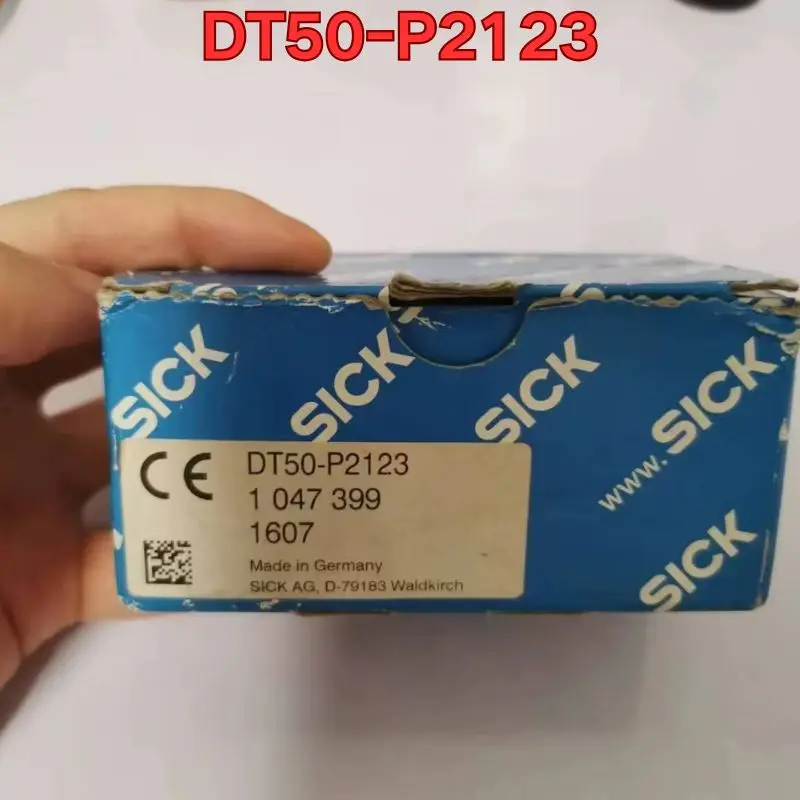 DT50-P2123
SICK
SICK
SICK
www.SICK.
SICK
CE
DT50-P2123
1 047 399
1607
Made in Germany
SICK AG, D-79183 Waldkirch